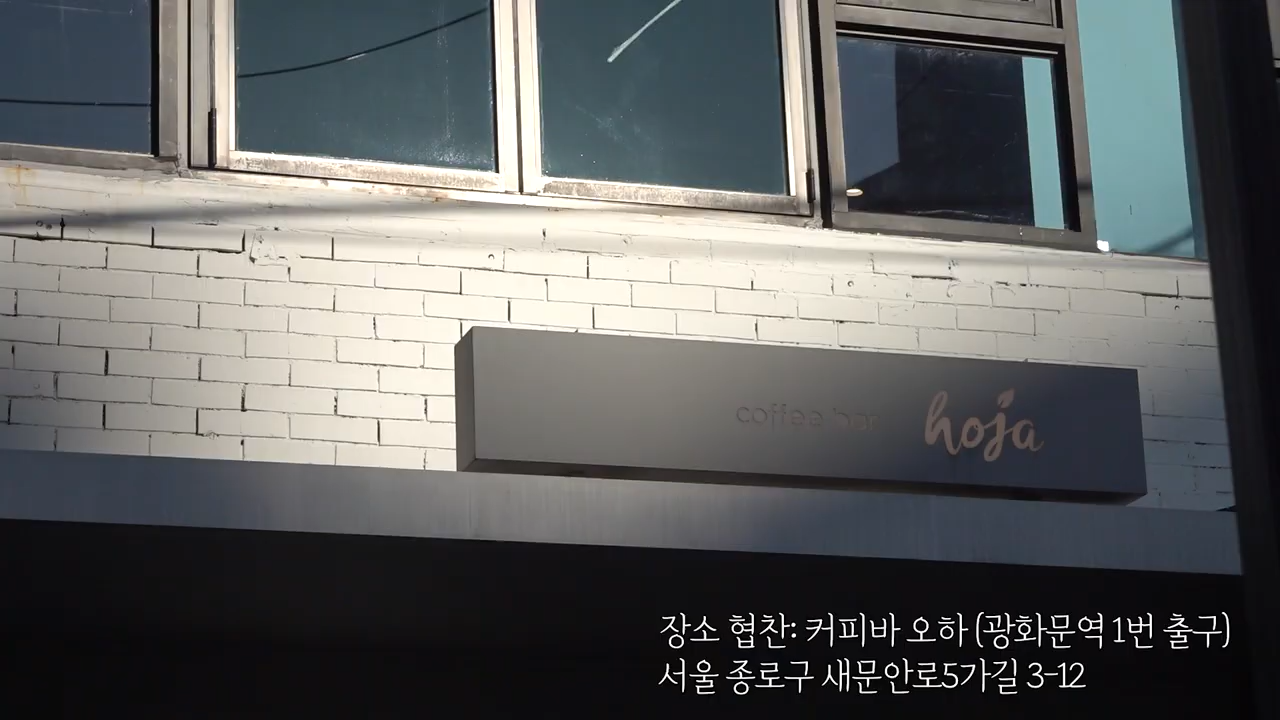 coffee bar hoja
장소 협찬: 커피바 오하 (광화문역 1번 출구)
서울 종로구 새문안로5가길 3-12